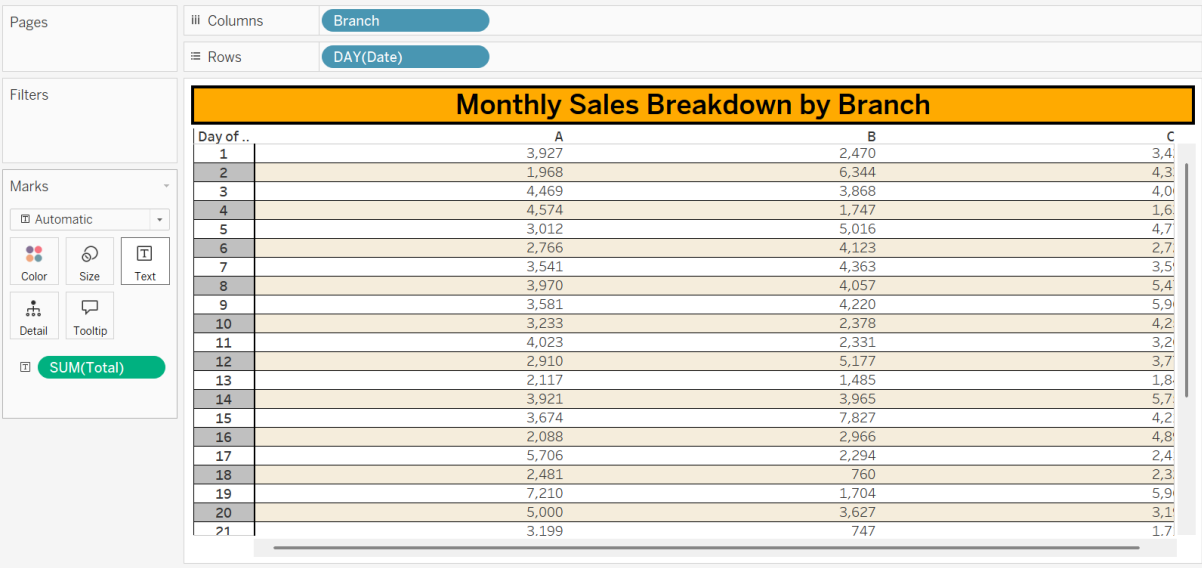 Pages
Columns Branch
Rows DAY(Date)
Filters
Marks
Automatic
Color Size Text
Detail Tooltip
SUM(Total)
Monthly Sales Breakdown by Branch
Day of .. A B C
1 3,927 2,470
2 1,968 6,344
3 4,469 3,868
4 4,574 1,747
5 3,012 5,016
6 2,766 4,123
7 3,541 4,363
8 3,970 4,057
9 3,581 4,220
10 3,233 2,378
11 4,023 2,331
12 2,910 5,177
13 2,117 1,485
14 3,921 3,965
15 3,674 7,827
16 2,088 2,966
17 5,706 2,294
18 2,481 760
19 7,210 1,704
20 5,000 3,627
21 3,199 747